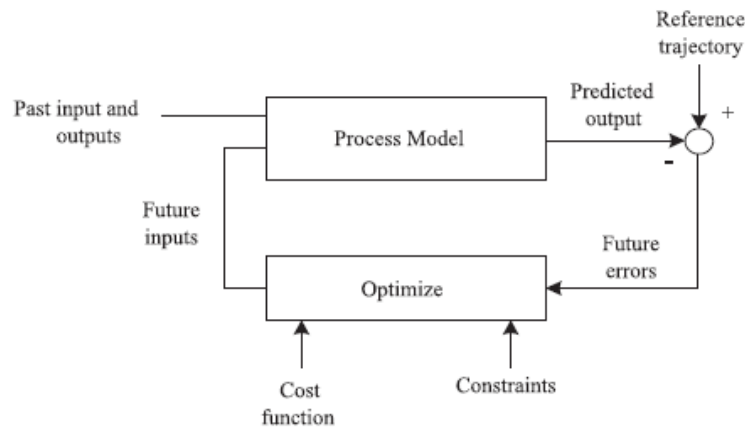 Reference
trajectory
Past input and
outputs
Process Model
Predicted
output
+
-
Future
inputs
Future
errors
Optimize
Cost
function
Constraints